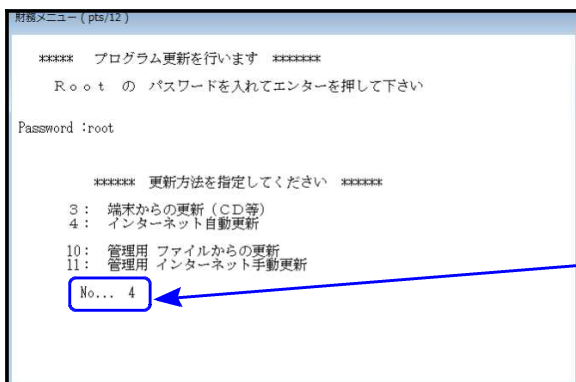 財務メニュー ( pts/12 )
***** プログラム更新を行います *******
Ｒｏｏｔ の パスワードを入れてエンターを押して下さい
Password :root
****** 更新方法を指定してください ******
3： 端末からの更新（ＣＤ等）
4： インターネット自動更新
10： 管理用 ファイルからの更新
11： 管理用 インターネット手動更新
No... 4